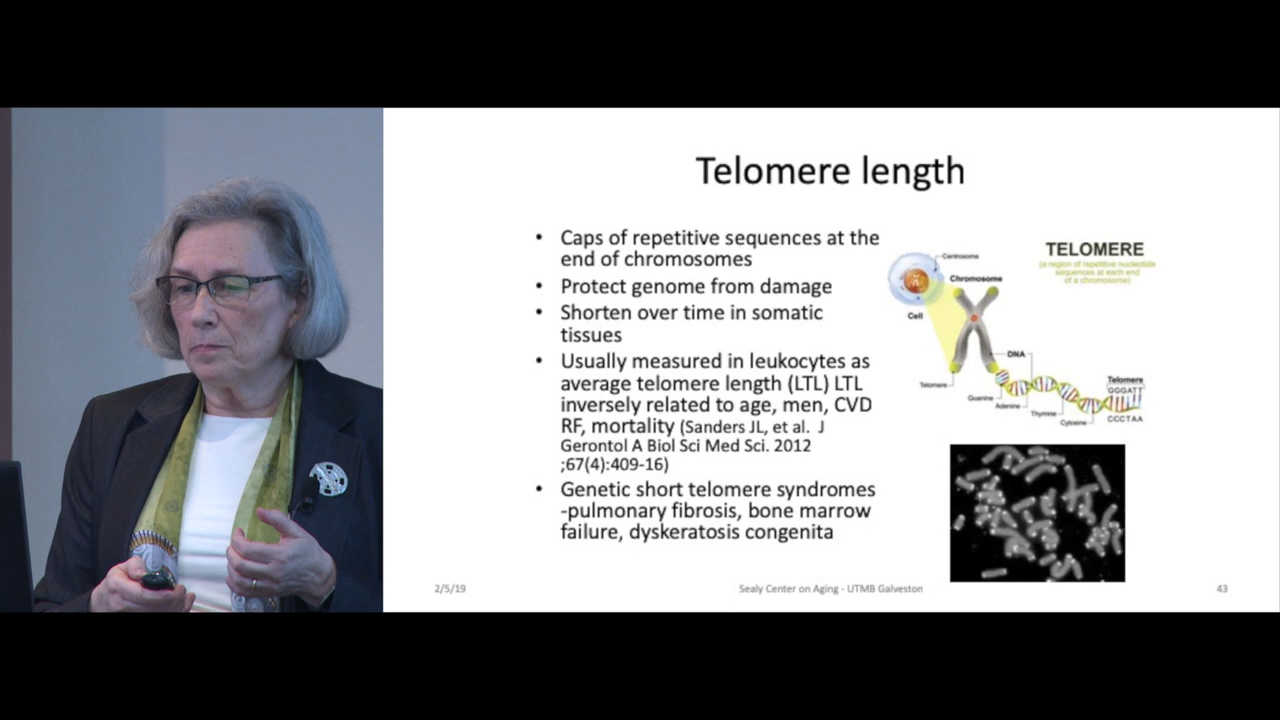 Telomere length
• Caps of repetitive sequences at the
end of chromosomes
• Protect genome from damage
• Shorten over time in somatic
tissues
• Usually measured in leukocytes as
average telomere length (LTL) LTL
inversely related to age, men, CVD
RF, mortality (Sanders JL, et al. J
Gerontol A Biol Sci Med Sci. 2012
;67(4):409-16)
• Genetic short telomere syndromes
-pulmonary fibrosis, bone marrow
failure, dyskeratosis congenita
TELOMERE
(a region of repetitive nucleotide
sequences at each end
of a chromosome)
Centrosome
Chromosome
Cell
DNA
Telomere
Telomere
GGGATT
Guanine
Adenine
Thymine
Cytosine
CCCTAA
2/5/19
Sealy Center on Aging - UTMB Galveston
43